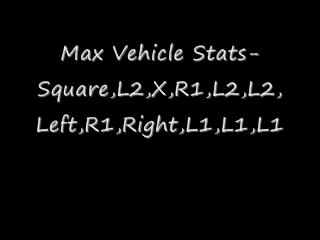 Max Vehicle Stats-
Square,L2,X,R1,L2,L2,
Left,R1,Right,L1,L1,L1